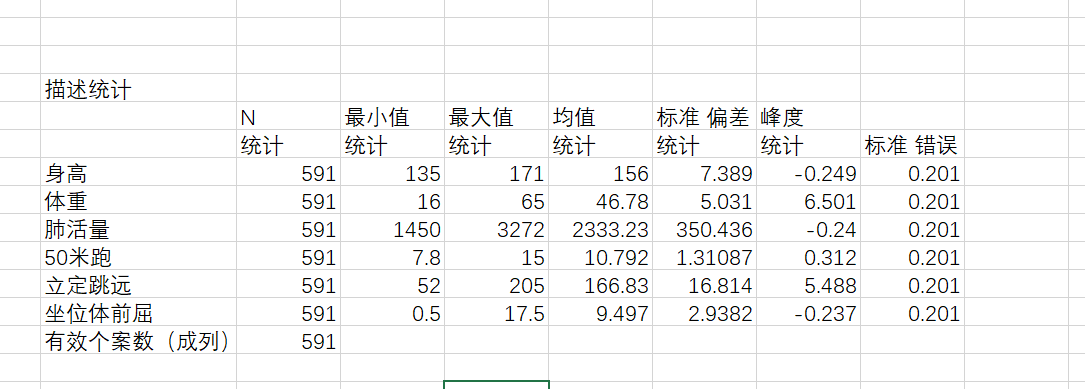 描述统计
N 最小值 最大值 均值 标准 偏差 峰度
统计 统计 统计 统计 统计 统计 标准 错误
身高 591 135 171 156 7.389 -0.249 0.201
体重 591 16 65 46.78 5.031 6.501 0.201
肺活量 591 1450 3272 2333.23 350.436 -0.24 0.201
50米跑 591 7.8 15 10.792 1.31087 0.312 0.201
立定跳远 591 52 205 166.83 16.814 5.488 0.201
坐位体前屈 591 0.5 17.5 9.497 2.9382 -0.237 0.201
有效个案数（成列） 591